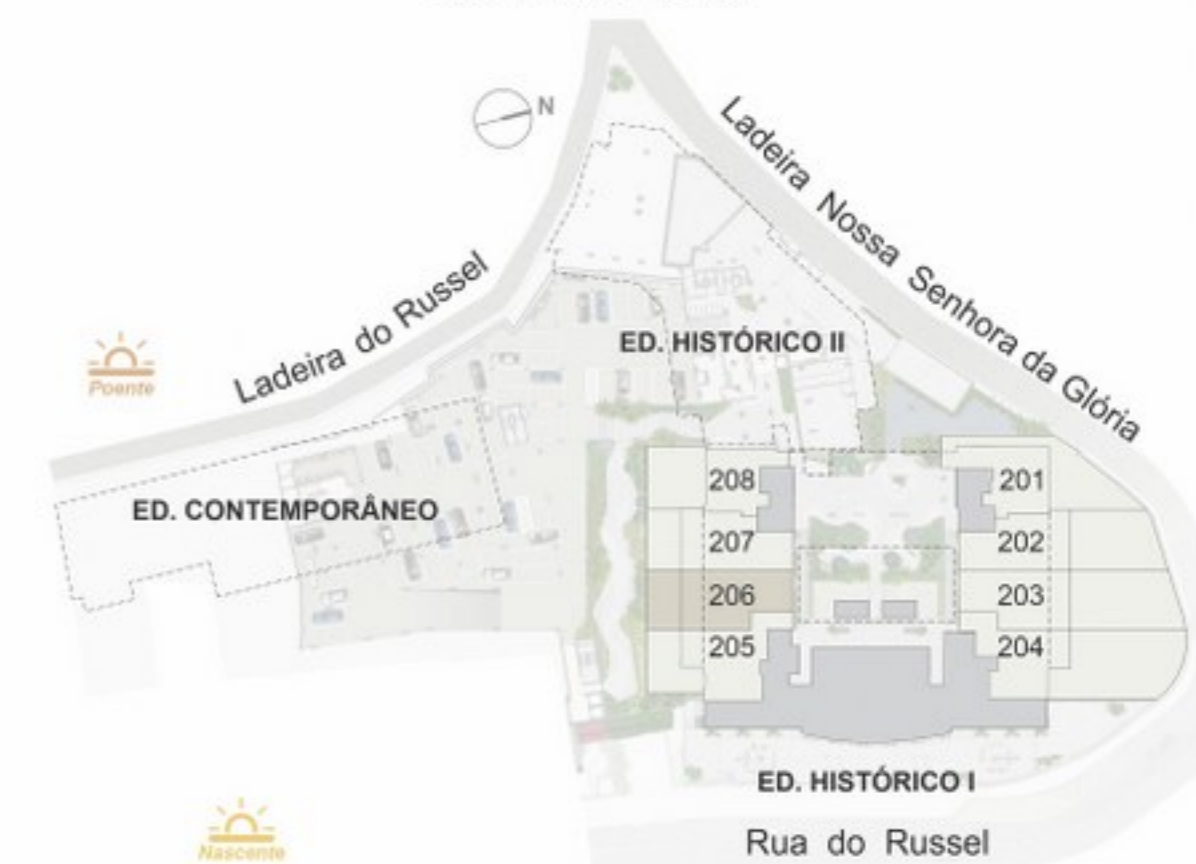 N
Ladeira Nossa Senhora da Glória
Ladeira do Russel
Poente
ED. HISTÓRICO II
ED. CONTEMPORÂNEO
208
201
207
202
206
203
205
204
ED. HISTÓRICO I
Rua do Russel
Nascente